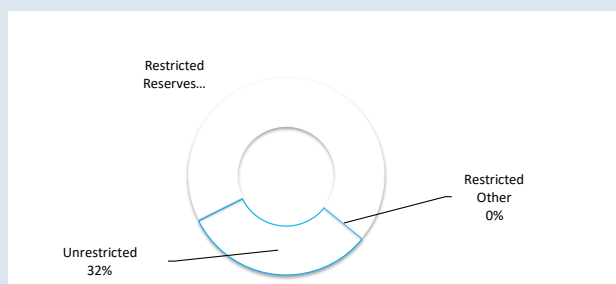 Restricted
Reserves…
Restricted
Other
0%
Unrestricted
32%